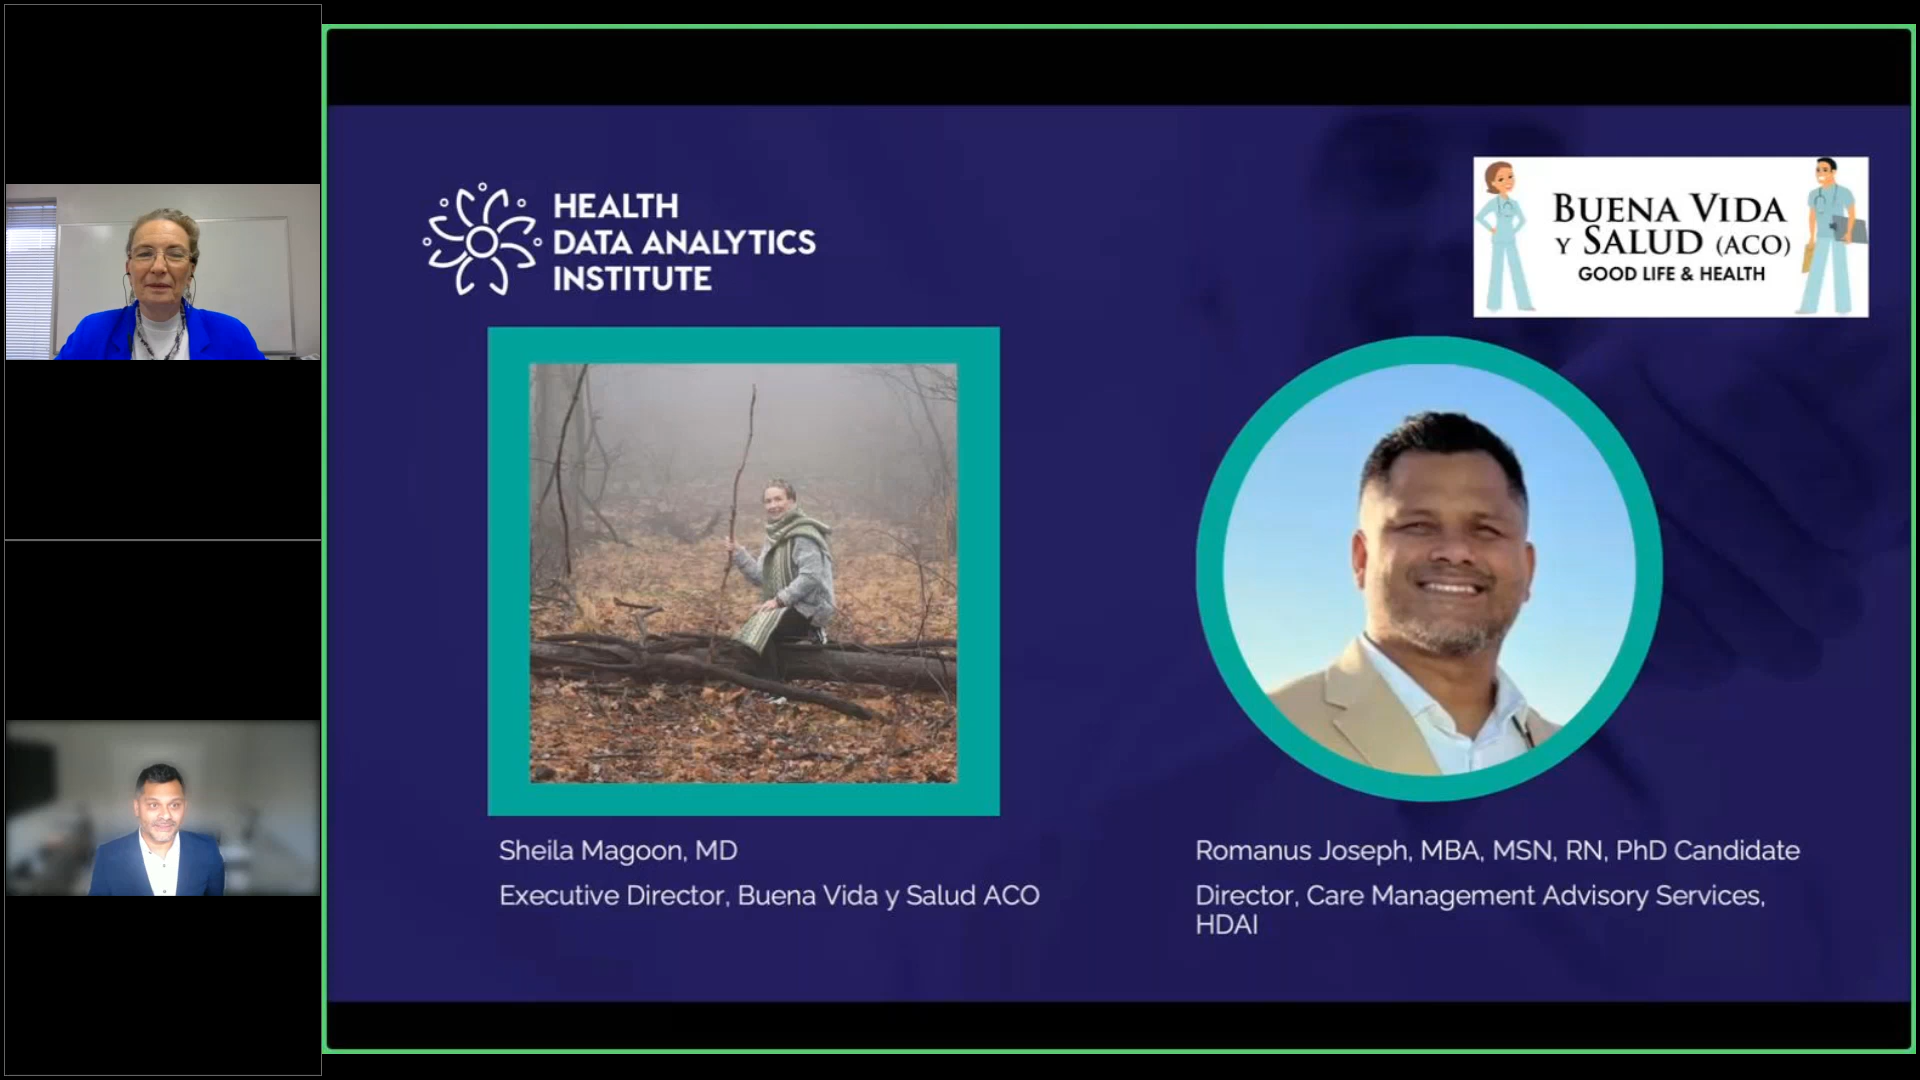 HEALTH
DATA ANALYTICS
INSTITUTE
BUENA VIDA
Y SALUD (ACO)
GOOD LIFE & HEALTH
Sheila Magoon, MD
Executive Director, Buena Vida y Salud ACO
Romanus Joseph, MBA, MSN, RN, PhD Candidate
Director, Care Management Advisory Services,
HDAI